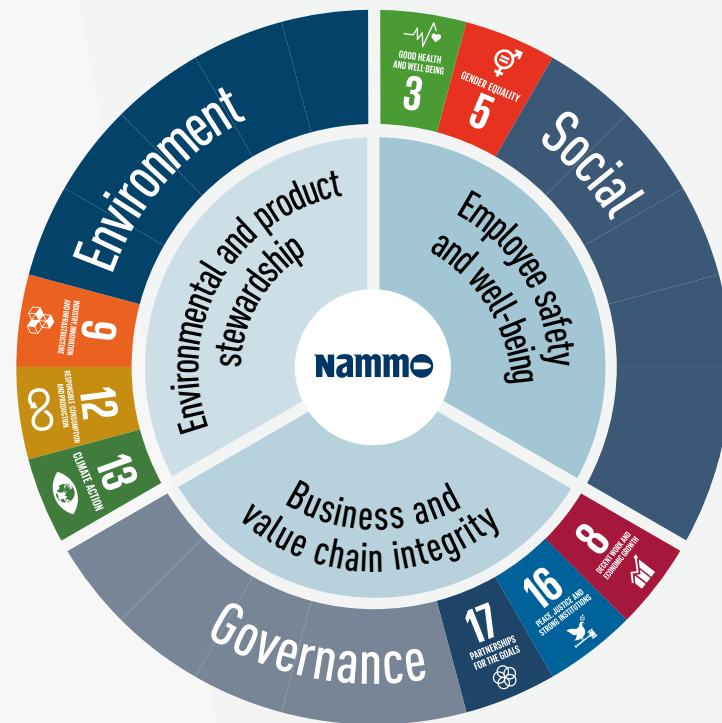 Environment
Environmental and product
stewardship
9
INDUSTRY, INNOVATION
AND INFRASTRUCTURE
12
RESPONSIBLE CONSUMPTION
AND PRODUCTION
13
CLIMATE ACTION
GOOD HEALTH
AND WELL-BEING
3
GENDER EQUALITY
5
Social
Employee safety
and well-being
Nammo
Business and
value chain integrity
Governance
8
DECENT WORK AND
ECONOMIC GROWTH
16
PEACE, JUSTICE AND
STRONG INSTITUTIONS
17
PARTNERSHIPS
FOR THE GOALS